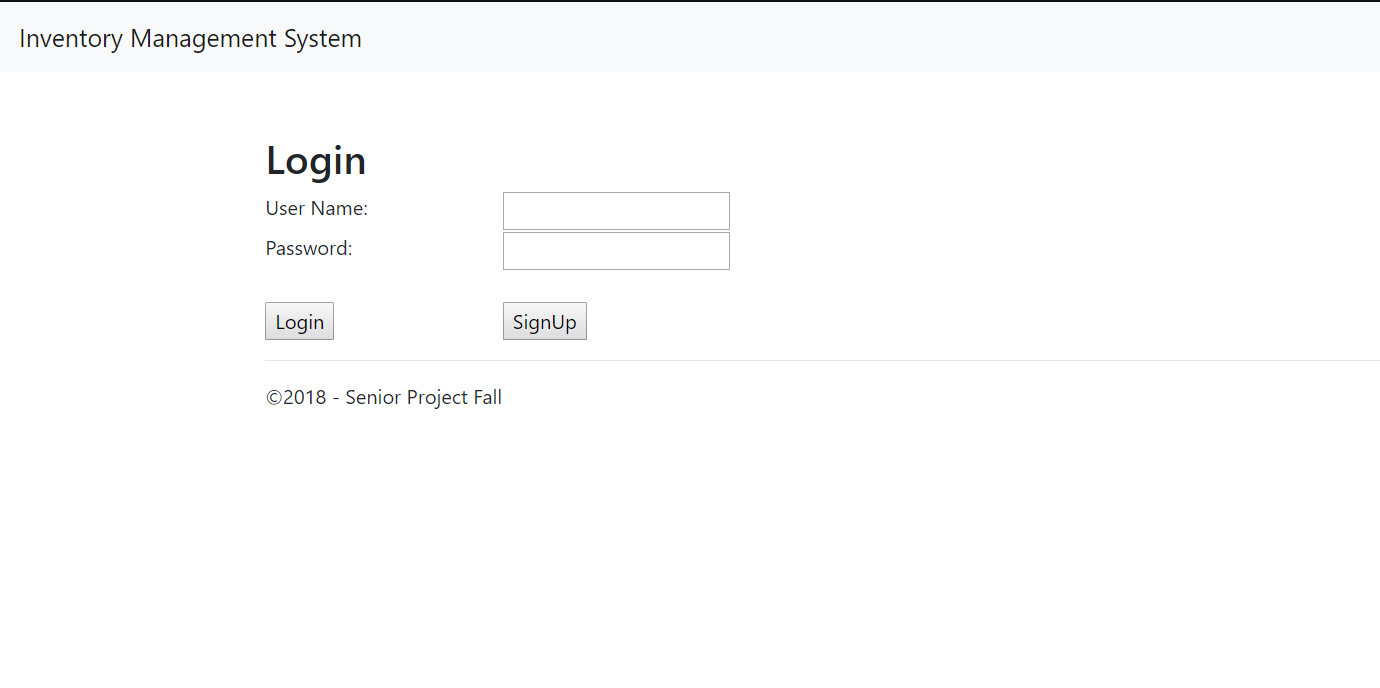 Inventory Management System
Login
User Name:
Password:
Login SignUp
©2018 - Senior Project Fall